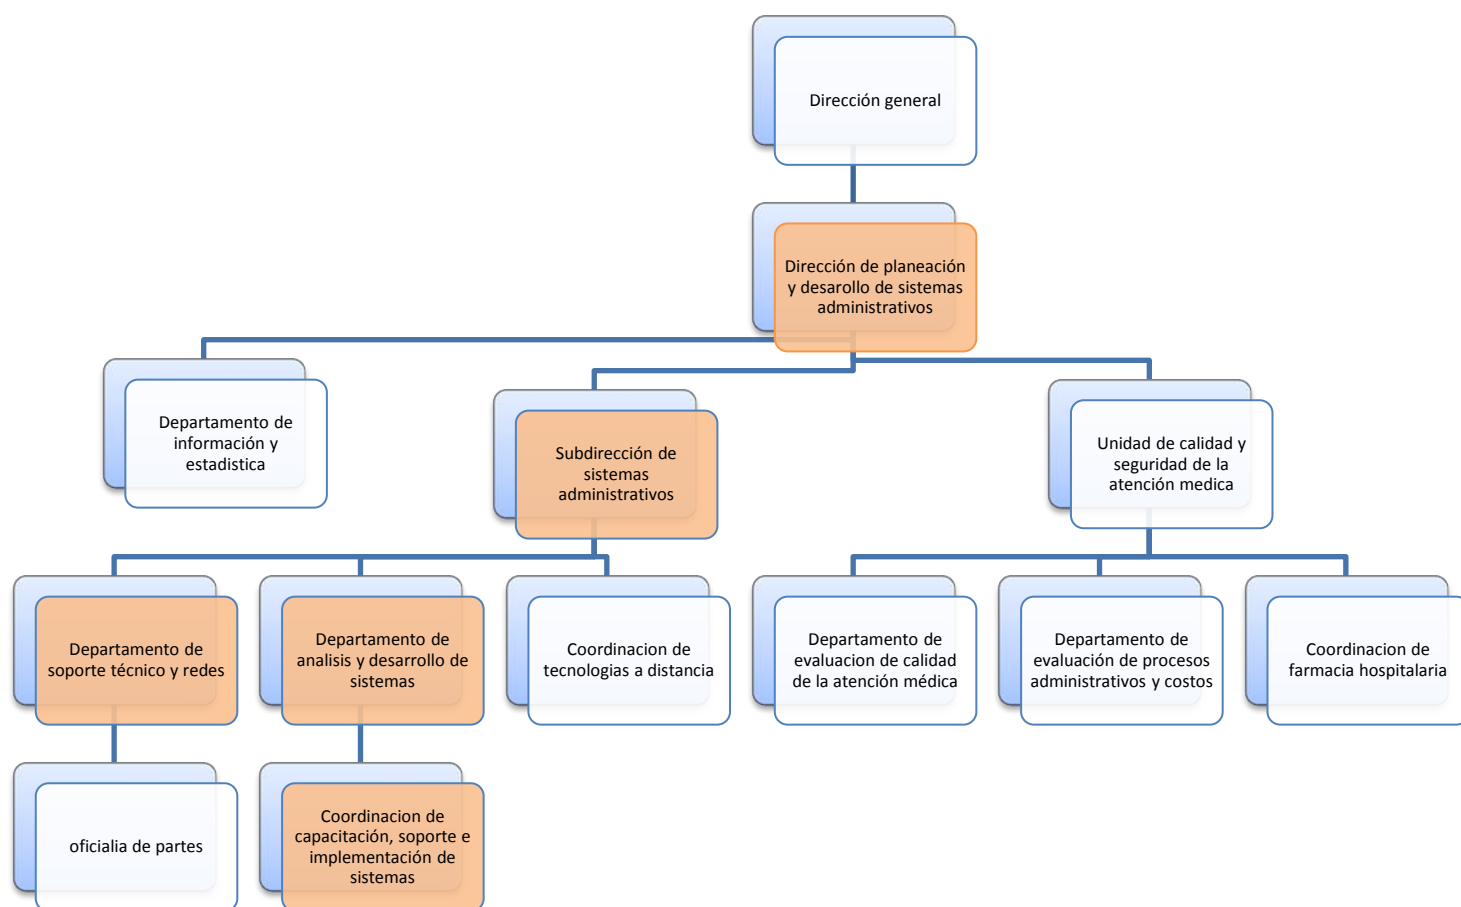 Dirección general
Dirección de planeación
y desarollo de sistemas
administrativos
Departamento de
información y
estadistica
Subdirección de
sistemas
administrativos
Unidad de calidad y
seguridad de la
atención medica
Departamento de
soporte técnico y redes
Departamento de
analisis y desarrollo de
sistemas
Coordinacion de
tecnologias a distancia
Departamento de
evaluacion de calidad
de la atención médica
Departamento de
evaluación de procesos
administrativos y costos
Coordinacion de
farmacia hospitalaria
oficialia de partes
Coordinacion de
capacitación, soporte e
implementación de
sistemas